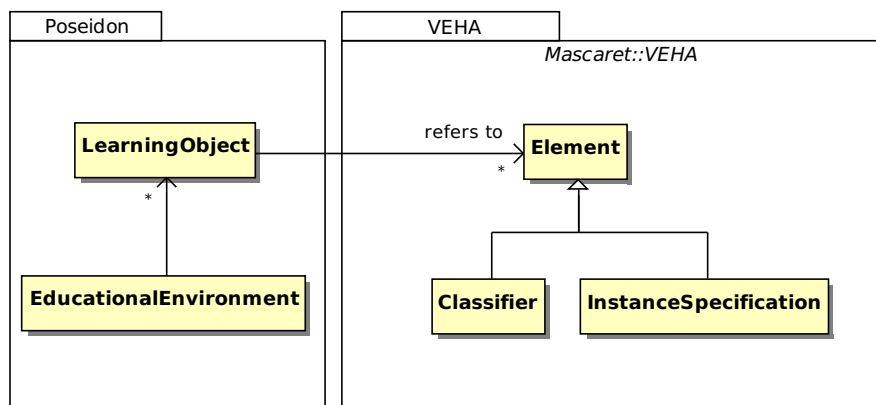 Poseidon
VEHA
Mascaret::VEHA
LearningObject
refers to
Element
*
*
EducationalEnvironment
Classifier
InstanceSpecification